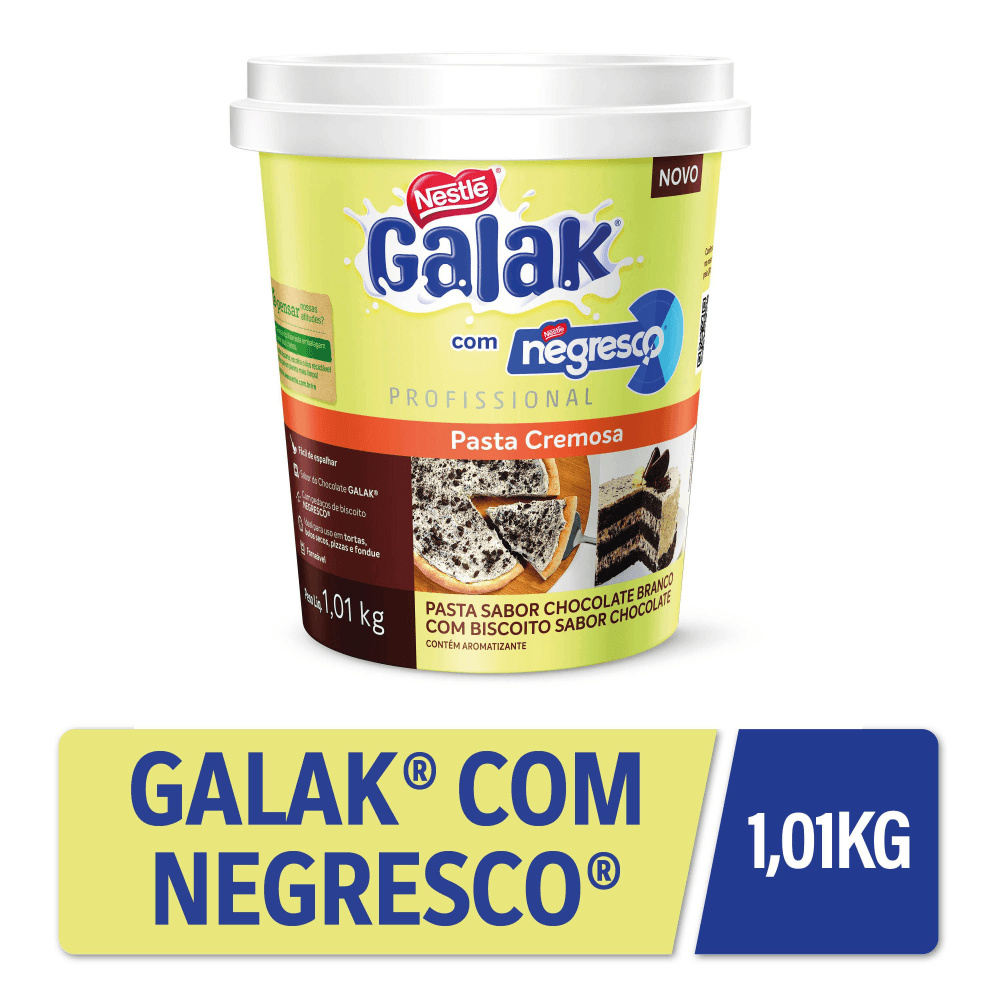 NOVO
Nestlé®
Galak®
com Nestlé negresco®
PROFISSIONAL
Pasta Cremosa
pensar nossas
atitudes?
Fácil de espalhar
Sabor do Chocolate GALAK®
Com pedaços de biscoito
NEGRESCO®
Ideal para uso em tortas,
bolos secos, pizzas e fondue
Forneável
Peso Líq. 1,01 kg
PASTA SABOR CHOCOLATE BRANCO
COM BISCOITO SABOR CHOCOLATE
CONTÉM AROMATIZANTE
GALAK® COM
NEGRESCO®
1,01KG